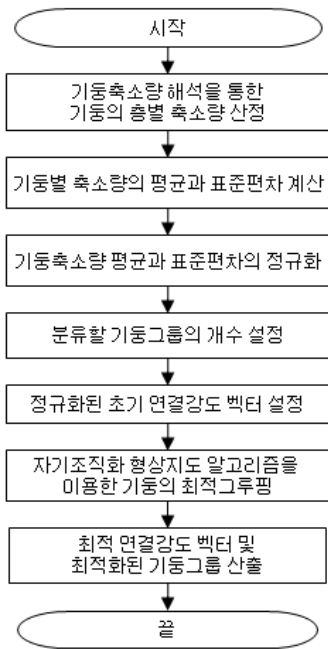 시작
기둥축소량 해석을 통한
기둥의 층별 축소량 산정
기둥별 축소량의 평균과 표준편차 계산
기둥축소량 평균과 표준편차의 정규화
분류할 기둥그룹의 개수 설정
정규화된 초기 연결강도 벡터 설정
자기조직화 형상지도 알고리즘을
이용한 기둥의 최적그루핑
최적 연결강도 벡터 및
최적화된 기둥그룹 산출
끝